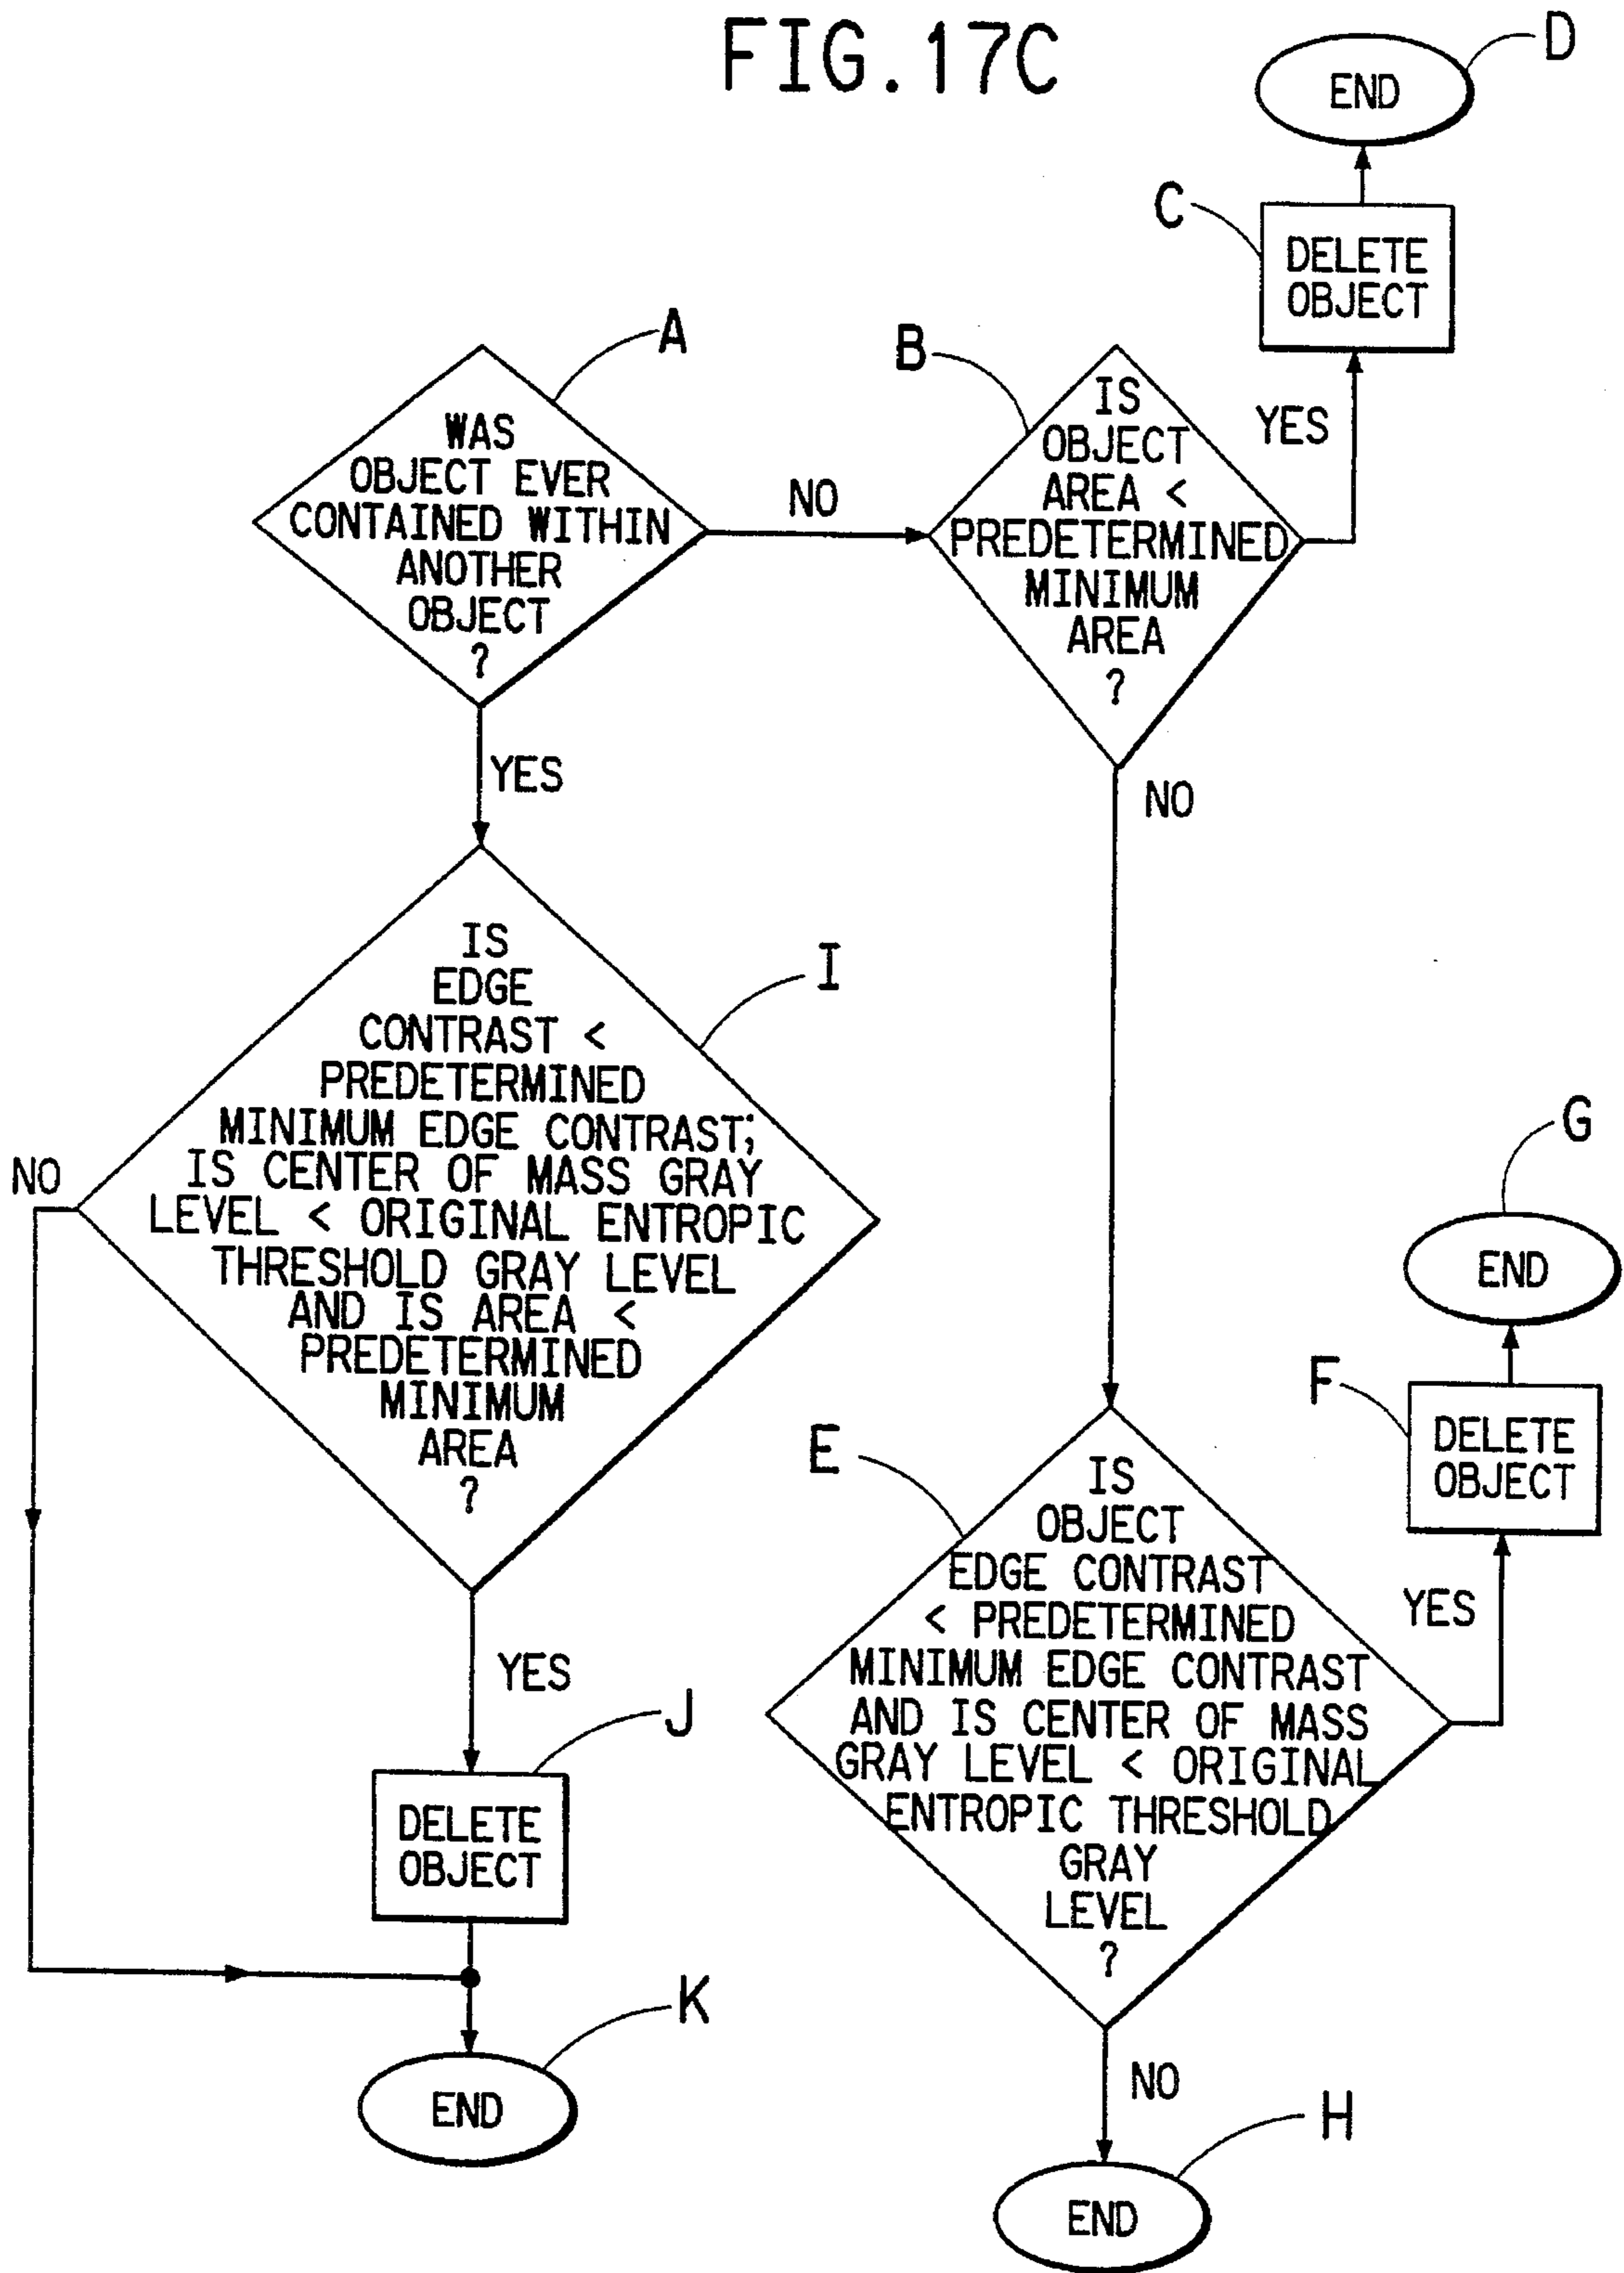 FIG.17C
D
END
C
DELETE
OBJECT
A
WAS
OBJECT EVER
CONTAINED WITHIN
ANOTHER
OBJECT
?
NO
B
IS
OBJECT
AREA <
PREDETERMINED
MINIMUM
AREA
?
YES
YES
NO
I
IS
EDGE
CONTRAST <
PREDETERMINED
MINIMUM EDGE CONTRAST;
IS CENTER OF MASS GRAY
LEVEL < ORIGINAL ENTROPIC
THRESHOLD GRAY LEVEL
AND IS AREA <
PREDETERMINED
MINIMUM
AREA
?
NO
YES
J
DELETE
OBJECT
K
END
E
IS
OBJECT
EDGE CONTRAST
< PREDETERMINED
MINIMUM EDGE CONTRAST
AND IS CENTER OF MASS
GRAY LEVEL < ORIGINAL
ENTROPIC THRESHOLD
GRAY
LEVEL
?
YES
F
DELETE
OBJECT
G
END
NO
H
END